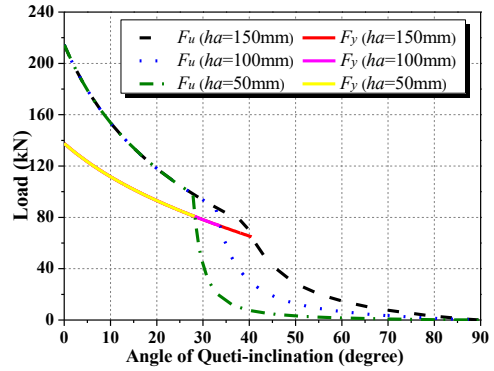 240
200
160
120
80
40
0
Load (kN)
Fu (ha=150mm) Fy (ha=150mm)
Fu (ha=100mm) Fy (ha=100mm)
Fu (ha=50mm) Fy (ha=50mm)
0 10 20 30 40 50 60 70 80 90
Angle of Queti-inclination (degree)